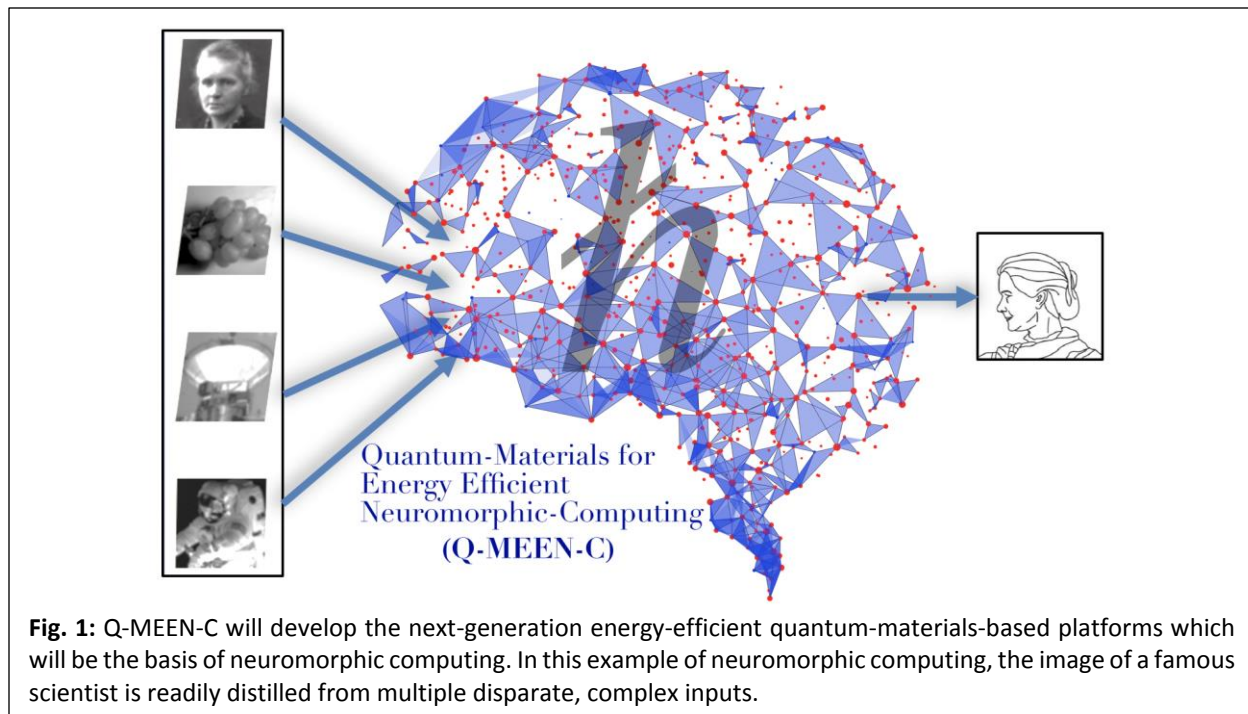 ħ
Quantum-Materials for
Energy Efficient
Neuromorphic-Computing
(Q-MEEN-C)
Fig. 1: Q-MEEN-C will develop the next-generation energy-efficient quantum-materials-based platforms which
will be the basis of neuromorphic computing. In this example of neuromorphic computing, the image of a famous
scientist is readily distilled from multiple disparate, complex inputs.